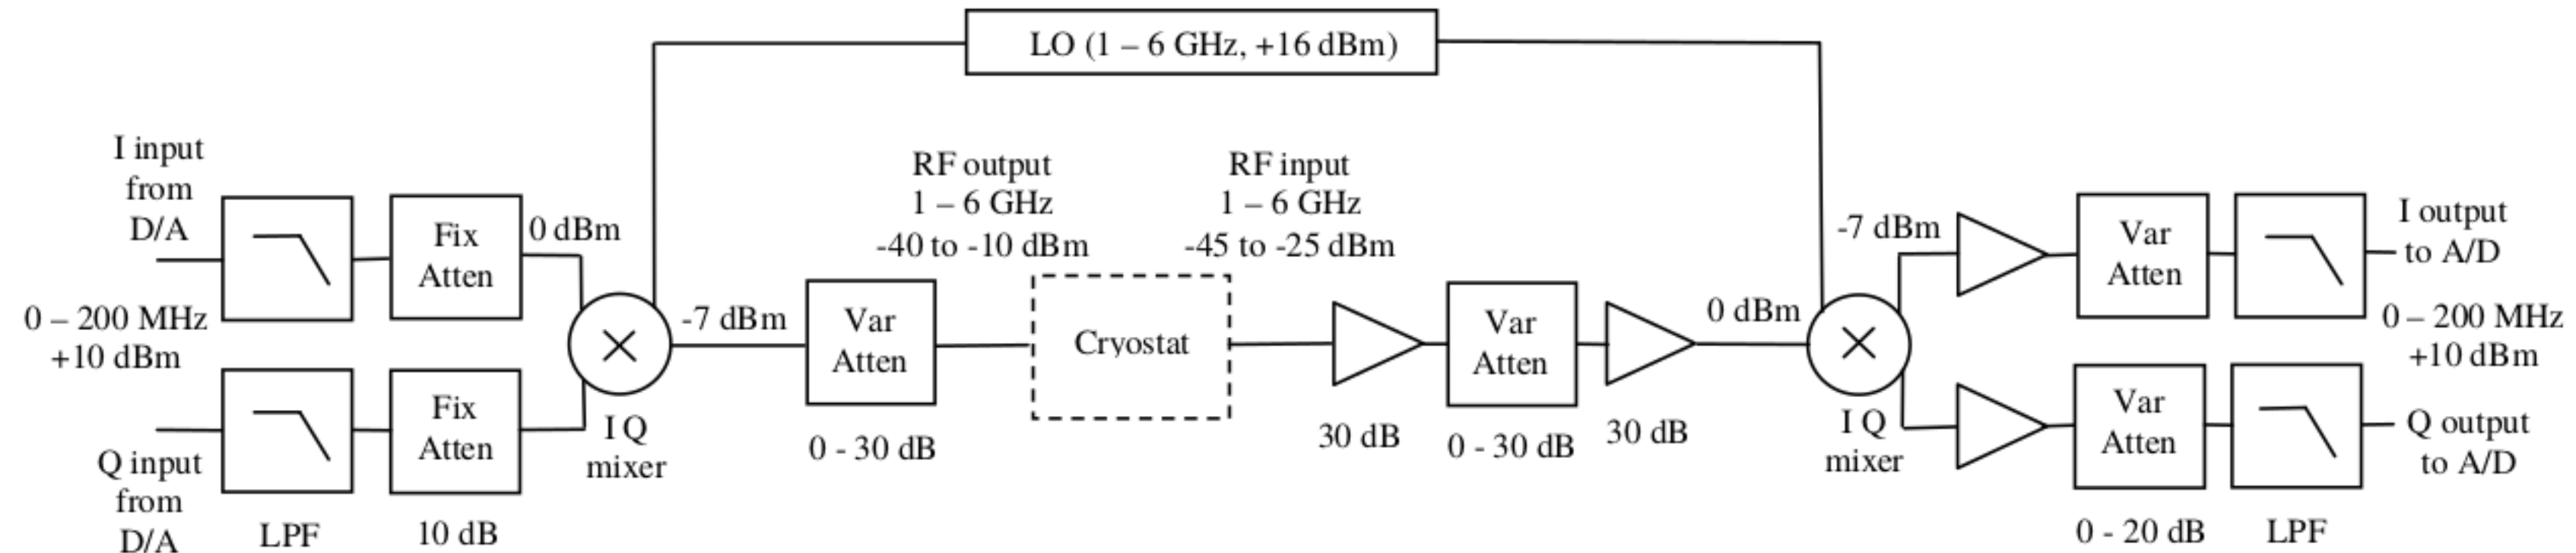 LO (1 – 6 GHz, +16 dBm)
I input
from
D/A
0 – 200 MHz
+10 dBm
Q input
from
D/A
LPF
Fix
Atten
Fix
Atten
10 dB
0 dBm
I Q
mixer
-7 dBm
Var
Atten
0 - 30 dB
RF output
1 – 6 GHz
-40 to -10 dBm
Cryostat
RF input
1 – 6 GHz
-45 to -25 dBm
30 dB
Var
Atten
0 - 30 dB
30 dB
0 dBm
I Q
mixer
-7 dBm
Var
Atten
Var
Atten
0 - 20 dB
LPF
I output
to A/D
0 – 200 MHz
+10 dBm
Q output
to A/D